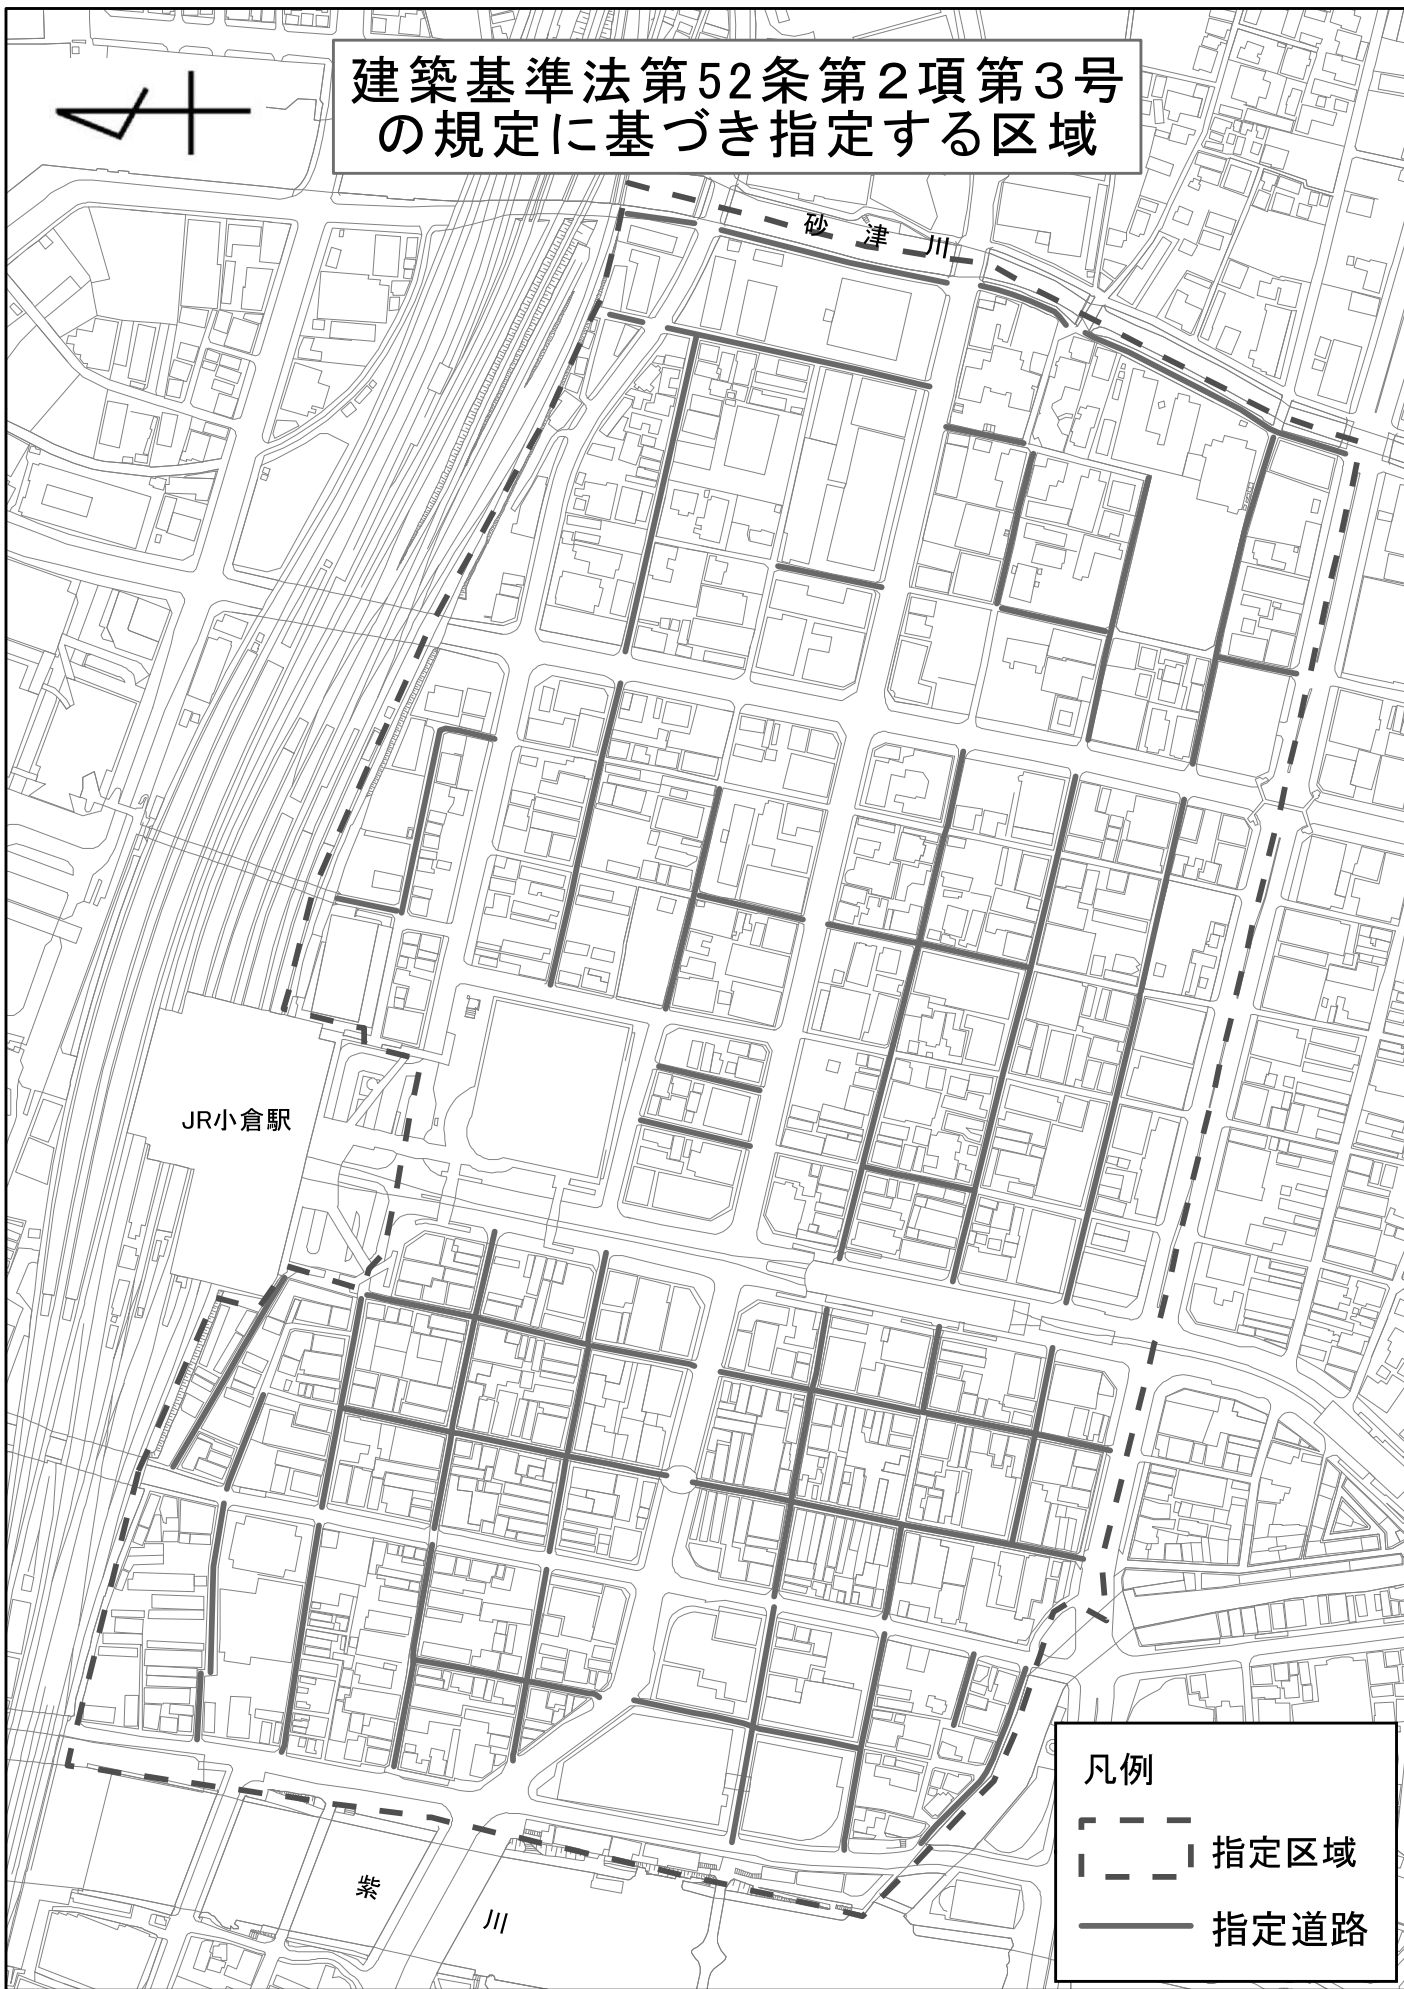 建築基準法第52条第2項第3号
の規定に基づき指定する区域
砂津川
JR小倉駅
紫川
凡例
指定区域
指定道路